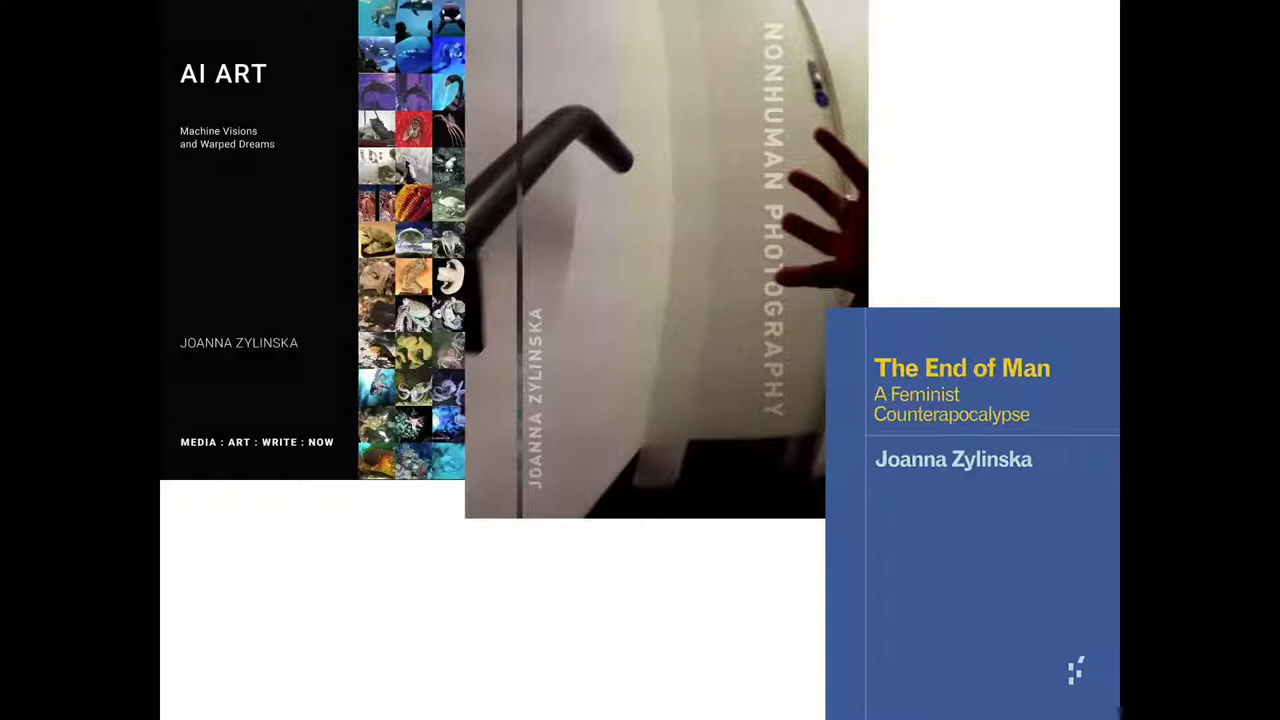 AI ART
Machine Visions
and Warped Dreams
JOANNA ZYLINSKA
MEDIA : ART : WRITE : NOW
JOANNA ZYLINSKA
NONHUMAN PHOTOGRAPHY
The End of Man
A Feminist
Counterapocalypse
Joanna Zylinska